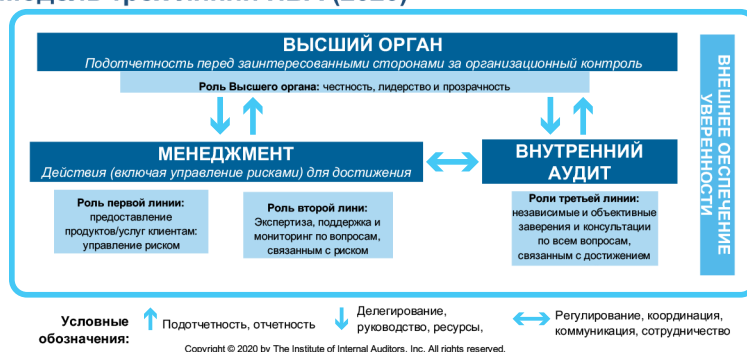 ВЫСШИЙ ОРГАН
Подотчетность перед заинтересованными сторонами за организационный контроль
Роль Высшего органа: честность, лидерство и прозрачность
МЕНЕДЖМЕНТ
Действия (включая управление рисками) для достижения
Роль первой линии:
предоставление
продуктов/услуг клиентам:
управление риском
Роль второй лини:
Экспертиза, поддержка и
мониторинг по вопросам,
связанным с риском
ВНУТРЕННИЙ
АУДИТ
Роли третьей линии:
независимые и объективные
заверения и консультации
по всем вопросам,
связанным с достижением
ВНЕШНЕЕ ОЕСПЕЧЕНИЕ
УВЕРЕННОСТИ
Условные
обозначения:
Подотчетность, отчетность
Делегирование,
руководство, ресурсы,
Регулирование, координация,
коммуникация, сотрудничество
Copyright © 2020 by The Institute of Internal Auditors, Inc. All rights reserved.